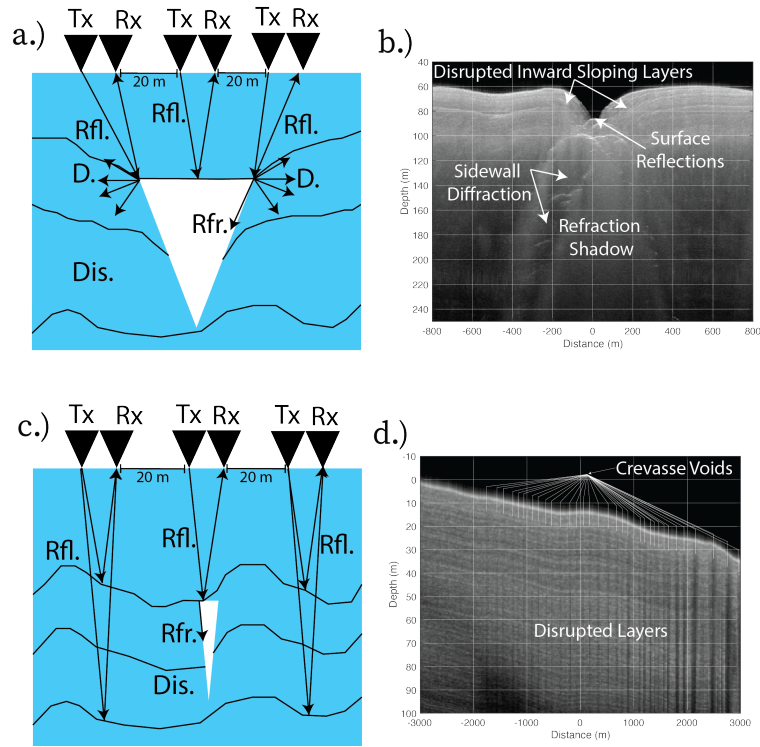 a.)
Tx Rx Tx Rx Tx Rx
20 m 20 m
Rfl. Rfl. Rfl.
D. D.
Rfr.
Dis.
b.)
Disrupted Inward Sloping Layers
Surface
Reflections
Sidewall
Diffraction
Refraction
Shadow
Depth (m)
40
60
80
100
120
140
160
180
200
220
240
-800 -600 -400 -200 0 200 400 600 800
Distance (m)
c.)
Tx Rx Tx Rx Tx Rx
20 m 20 m
Rfl. Rfl. Rfl.
Rfr.
Dis.
d.)
Crevasse Voids
Disrupted Layers
Depth (m)
-10
0
10
20
30
40
50
60
70
80
90
100
-3000 -2000 -1000 0 1000 2000 3000
Distance (m)